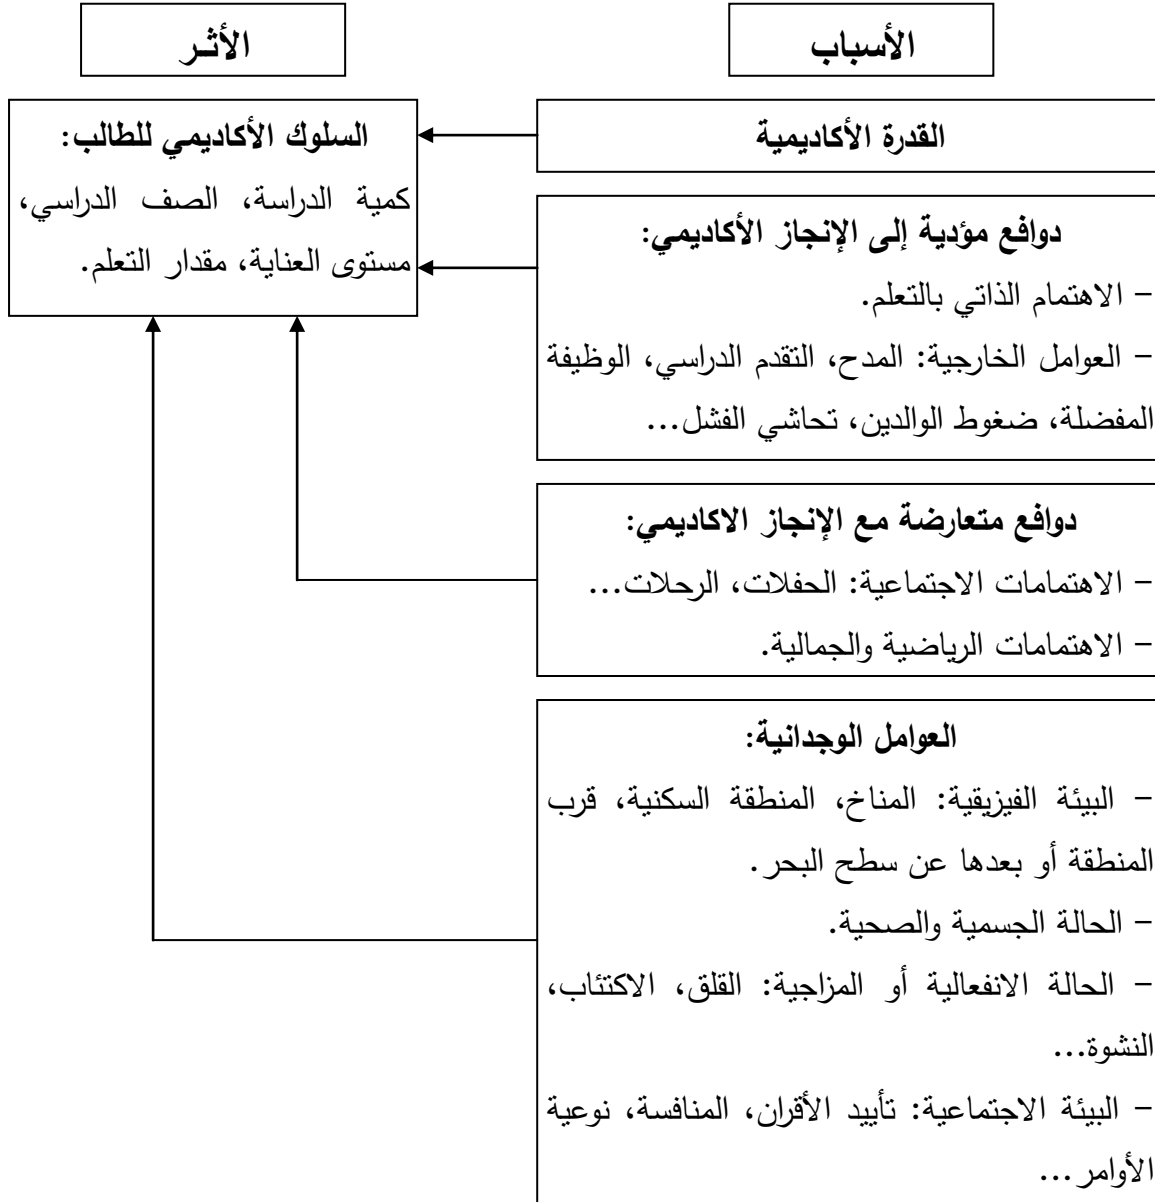 الأسباب
الأثـر
القدرة الأكاديمية
السلوك الأكاديمي للطالب:
كمية الدراسة، الصف الدراسي،
مستوى العناية، مقدار التعلم.
دوافع مؤدية إلى الإنجاز الأكاديمي:
– الاهتمام الذاتي بالتعلم.
– العوامل الخارجية: المدح، التقدم الدراسي، الوظيفة
المفضلة، ضغوط الوالدين، تحاشي الفشل...
دوافع متعارضة مع الإنجاز الاكاديمي:
– الاهتمامات الاجتماعية: الحفلات، الرحلات...
– الاهتمامات الرياضية والجمالية.
العوامل الوجدانية:
– البيئة الفيزيقية: المناخ، المنطقة السكنية، قرب
المنطقة أو بعدها عن سطح البحر.
– الحالة الجسمية والصحية.
– الحالة الانفعالية أو المزاجية: القلق، الاكتئاب،
النشوة...
– البيئة الاجتماعية: تأييد الأقران، المنافسة، نوعية
الأوامر...